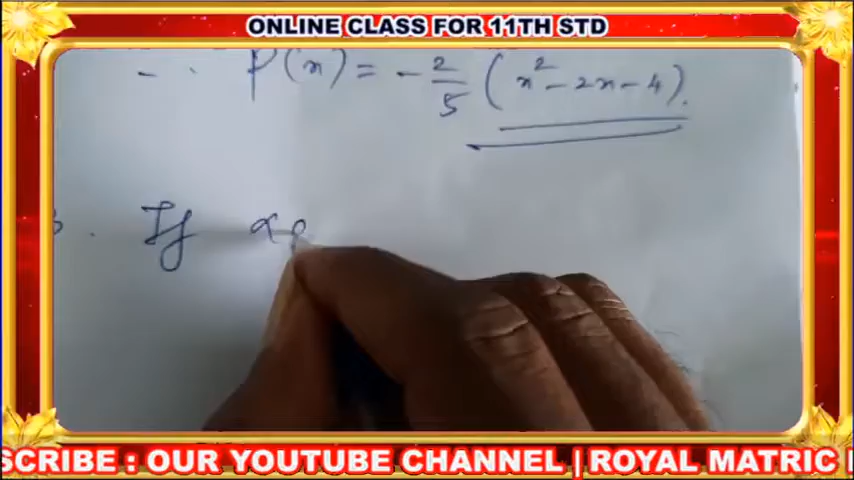 ONLINE CLASS FOR 11TH STD
∴ P(x) = -2/5 (x² - 2x - 4).
If α
SCRIBE : OUR YOUTUBE CHANNEL | ROYAL MATRIC